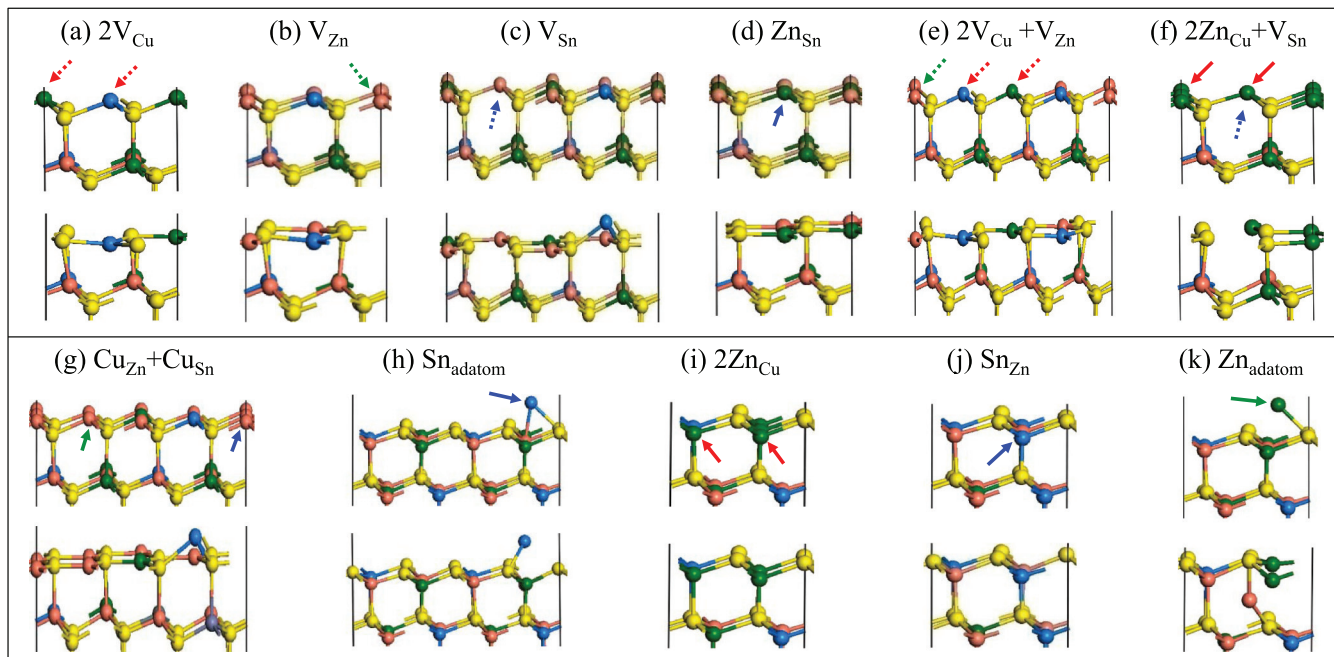 (a) 2V_Cu (b) V_Zn (c) V_Sn (d) Zn_Sn (e) 2V_Cu +V_Zn (f) 2Zn_Cu+V_Sn
(g) Cu_Zn+Cu_Sn (h) Sn_adatom (i) 2Zn_Cu (j) Sn_Zn (k) Zn_adatom